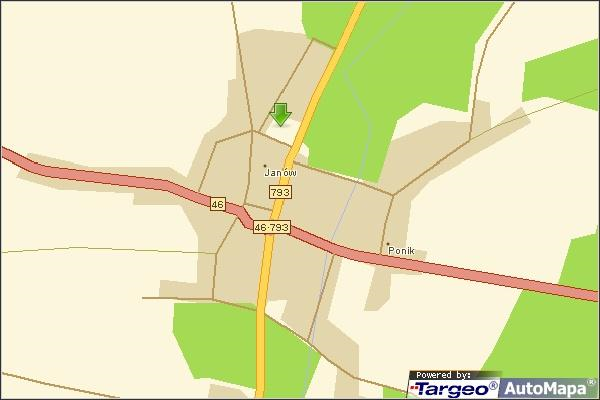 Janów
793
46
46-793
Ponik
Powered by:
Targeo® AutoMapa®